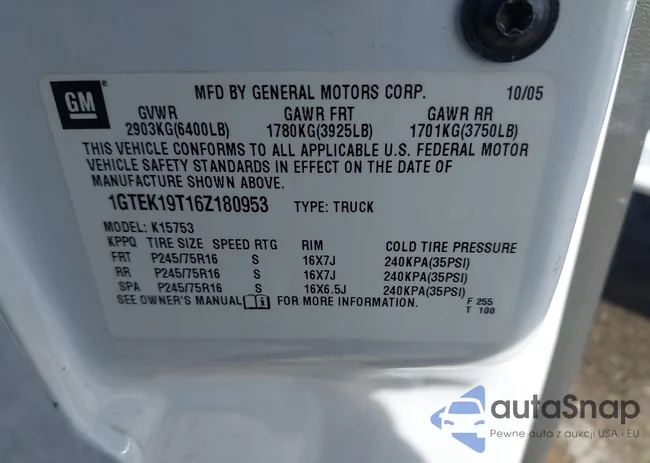 GM
MFD BY GENERAL MOTORS CORP. 10/05
GVWR GAWR FRT GAWR RR
2903KG(6400LB) 1780KG(3925LB) 1701KG(3750LB)
THIS VEHICLE CONFORMS TO ALL APPLICABLE U.S. FEDERAL MOTOR
VEHICLE SAFETY STANDARDS IN EFFECT ON THE DATE OF
MANUFACTURE SHOWN ABOVE.
1GTEK19T16Z180953 TYPE: TRUCK
MODEL: K15753
KPPQ TIRE SIZE SPEED RTG RIM COLD TIRE PRESSURE
FRT P245/75R16 S 16X7J 240KPA(35PSI)
RR P245/75R16 S 16X7J 240KPA(35PSI)
SPA P245/75R16 S 16X6.5J 240KPA(35PSI)
SEE OWNER'S MANUAL FOR MORE INFORMATION. F 255
T 100
autaSnap
Pewne auta z aukcji USA i EU